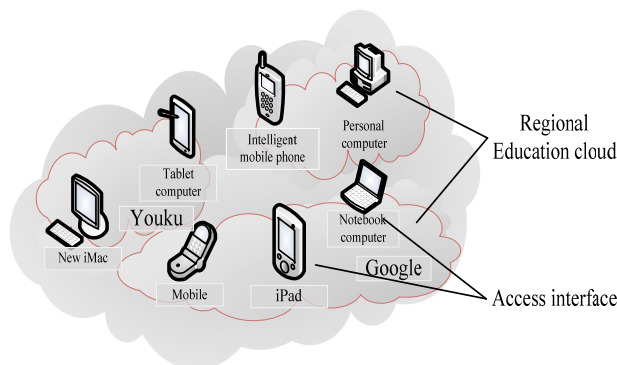 Intelligent
mobile phone
Personal
computer
Regional
Education cloud
Tablet
computer
Youku
Notebook
computer
New iMac
Google
Mobile
iPad
Access interface